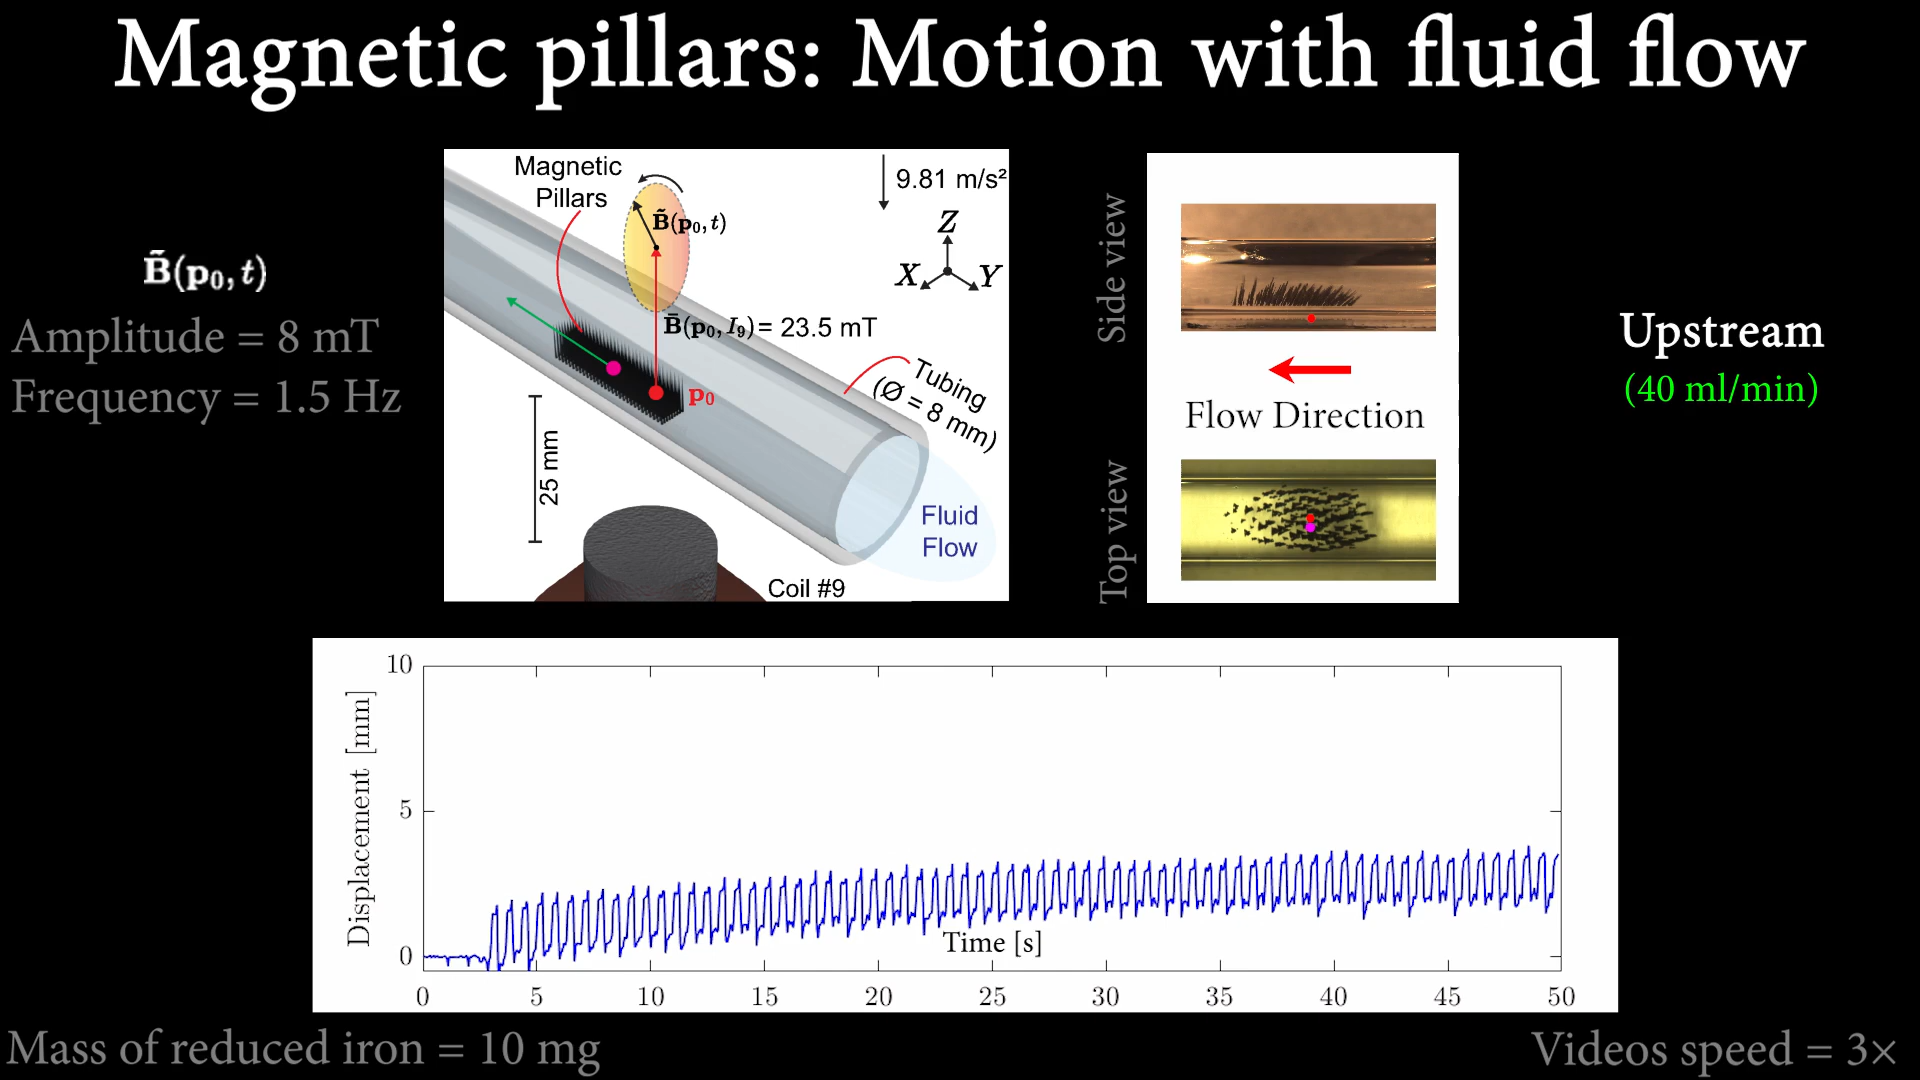 Magnetic pillars: Motion with fluid flow
B̃(p₀, t)
Amplitude = 8 mT
Frequency = 1.5 Hz
Magnetic
Pillars
B̃(p₀, t)
9.81 m/s²
Z
X
Y
B̄(p₀, I₉) = 23.5 mT
p₀
Tubing
(Ø = 8 mm)
25 mm
Fluid
Flow
Coil #9
Side view
Flow Direction
Top view
Upstream
(40 ml/min)
Displacement [mm]
10
5
0
Time [s]
0 5 10 15 20 25 30 35 40 45 50
Mass of reduced iron = 10 mg
Videos speed = 3×